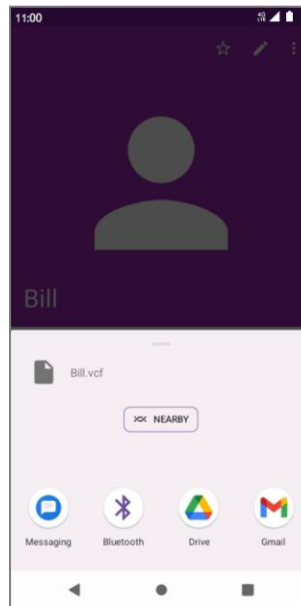 11:00
Bill
Bill.vcf
NEARBY
Messaging
Bluetooth
Drive
Gmail